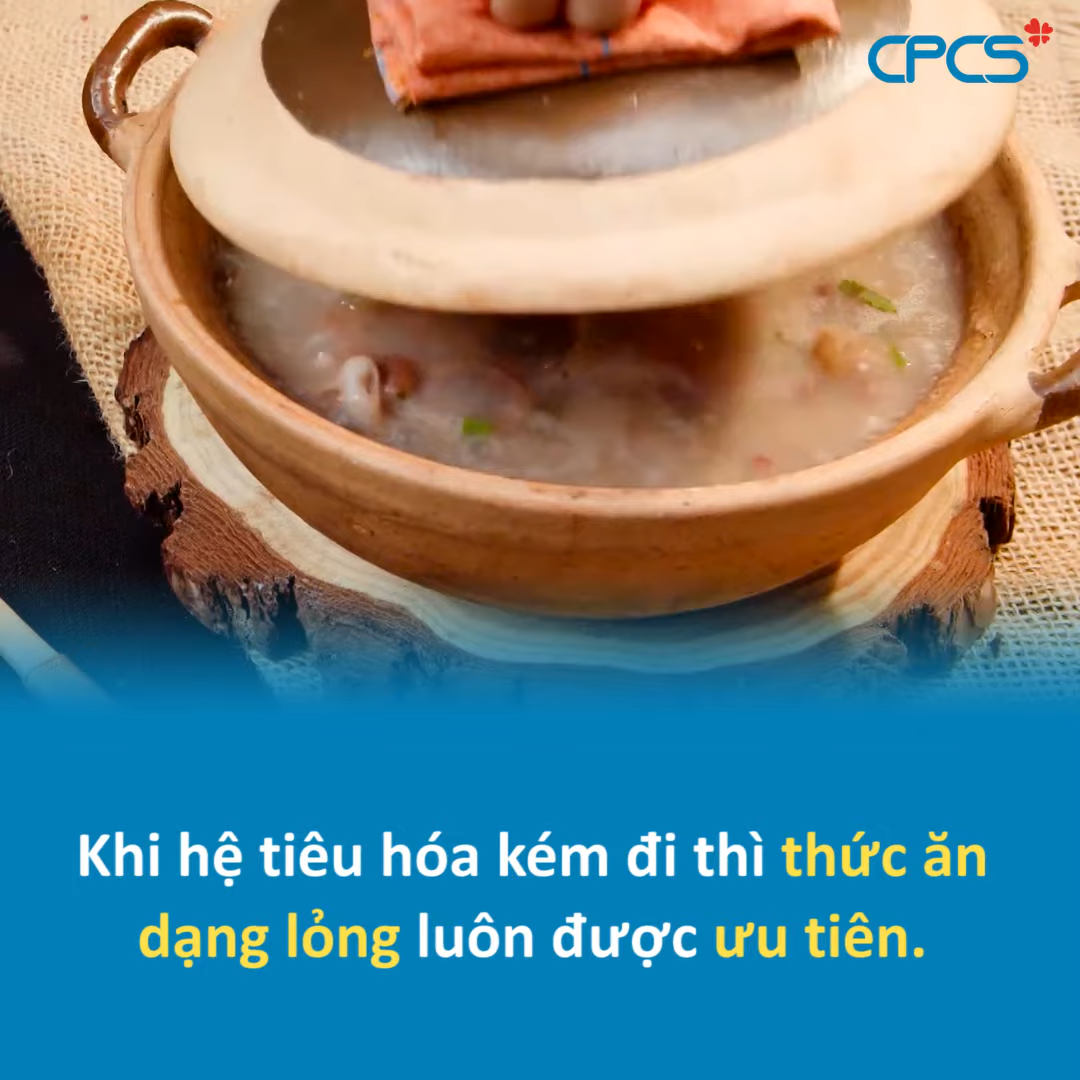 CPCS
Khi hệ tiêu hóa kém đi thì thức ăn
dạng lỏng luôn được ưu tiên.